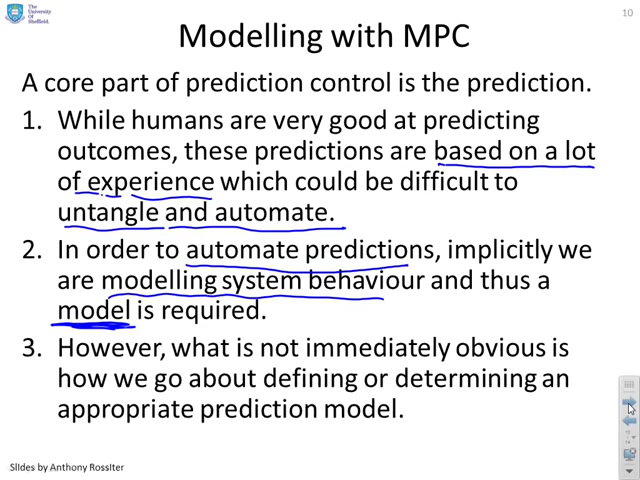 The
University
Of
Sheffield.
10
Modelling with MPC
A core part of prediction control is the prediction.
1. While humans are very good at predicting
outcomes, these predictions are based on a lot
of experience which could be difficult to
untangle and automate.
2. In order to automate predictions, implicitly we
are modelling system behaviour and thus a
model is required.
3. However, what is not immediately obvious is
how we go about defining or determining an
appropriate prediction model.
Slides by Anthony Rossiter